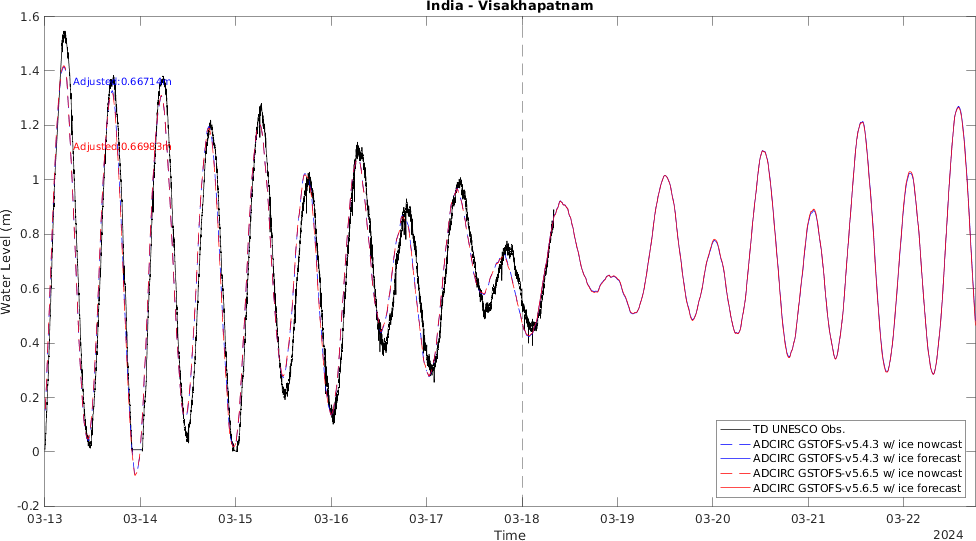 India - Visakhapatnam
1.6
1.4
1.2
1
0.8
0.6
0.4
0.2
0
-0.2
Water Level (m)
Adjusted:0.66714m
Adjusted:0.66983m
TD UNESCO Obs.
ADCIRC GSTOFS-v5.4.3 w/ ice nowcast
ADCIRC GSTOFS-v5.4.3 w/ ice forecast
ADCIRC GSTOFS-v5.6.5 w/ ice nowcast
ADCIRC GSTOFS-v5.6.5 w/ ice forecast
03-13 03-14 03-15 03-16 03-17 03-18 03-19 03-20 03-21 03-22
Time
2024